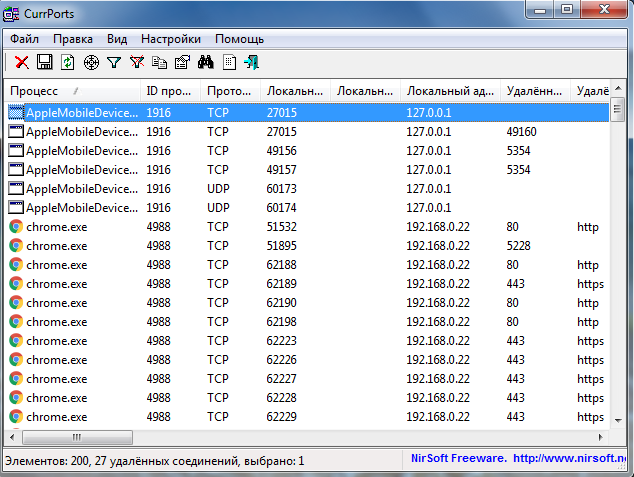 CurrPorts
Файл Правка Вид Настройки Помощь
Процесс ID про... Прото... Локальн... Локальн... Локальный ад... Удалённ... Удалё
AppleMobileDevice... 1916 TCP 27015 127.0.0.1
AppleMobileDevice... 1916 TCP 27015 127.0.0.1 49160
AppleMobileDevice... 1916 TCP 49156 127.0.0.1 5354
AppleMobileDevice... 1916 TCP 49157 127.0.0.1 5354
AppleMobileDevice... 1916 UDP 60173 127.0.0.1
AppleMobileDevice... 1916 UDP 60174 127.0.0.1
chrome.exe 4988 TCP 51532 192.168.0.22 80 http
chrome.exe 4988 TCP 51895 192.168.0.22 5228
chrome.exe 4988 TCP 62188 192.168.0.22 80 http
chrome.exe 4988 TCP 62189 192.168.0.22 443 https
chrome.exe 4988 TCP 62190 192.168.0.22 80 http
chrome.exe 4988 TCP 62198 192.168.0.22 80 http
chrome.exe 4988 TCP 62223 192.168.0.22 443 https
chrome.exe 4988 TCP 62226 192.168.0.22 443 https
chrome.exe 4988 TCP 62227 192.168.0.22 443 https
chrome.exe 4988 TCP 62228 192.168.0.22 443 https
chrome.exe 4988 TCP 62229 192.168.0.22 443 https
Элементов: 200, 27 удалённых соединений, выбрано: 1 NirSoft Freeware. http://www.nirsoft.ne